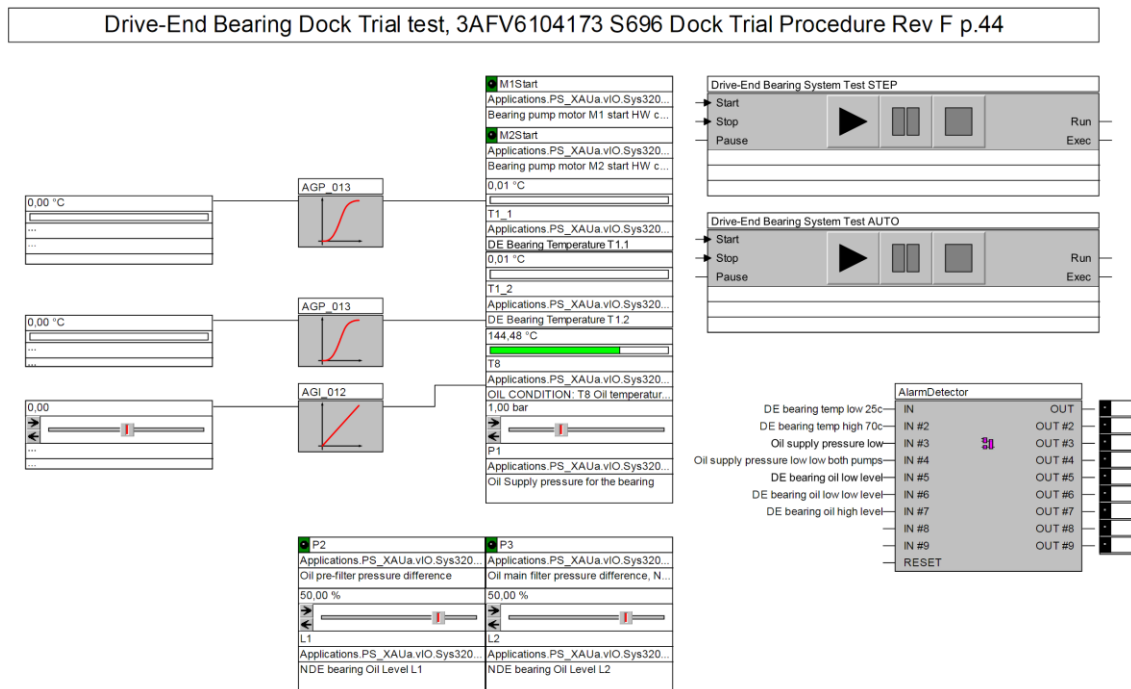 Drive-End Bearing Dock Trial test, 3AFV6104173 S696 Dock Trial Procedure Rev F p.44
0,00 °C
...
...
AGP_013
0,00 °C
...
...
AGP_013
0,00
...
...
AGI_012
M1Start
Applications.PS_XAUa.vIO.Sys320...
Bearing pump motor M1 start HW c...
M2Start
Applications.PS_XAUa.vIO.Sys320...
Bearing pump motor M2 start HW c...
0,01 °C
T1_1
Applications.PS_XAUa.vIO.Sys320...
DE Bearing Temperature T1.1
0,01 °C
T1_2
Applications.PS_XAUa.vIO.Sys320...
DE Bearing Temperature T1.2
144,48 °C
T8
Applications.PS_XAUa.vIO.Sys320...
OIL CONDITION: T8 Oil temperatur...
1,00 bar
P1
Applications.PS_XAUa.vIO.Sys320...
Oil Supply pressure for the bearing
P2
Applications.PS_XAUa.vIO.Sys320...
Oil pre-filter pressure difference
50,00 %
L1
Applications.PS_XAUa.vIO.Sys320...
NDE bearing Oil Level L1
P3
Applications.PS_XAUa.vIO.Sys320...
Oil main filter pressure difference, N...
50,00 %
L2
Applications.PS_XAUa.vIO.Sys320...
NDE bearing Oil Level L2
Drive-End Bearing System Test STEP
Start
Stop
Pause
Run
Exec
Drive-End Bearing System Test AUTO
Start
Stop
Pause
Run
Exec
AlarmDetector
DE bearing temp low 25c IN OUT
DE bearing temp high 70c IN #2 OUT #2
Oil supply pressure low IN #3 OUT #3
Oil supply pressure low low both pumps IN #4 OUT #4
DE bearing oil low level IN #5 OUT #5
DE bearing oil low low level IN #6 OUT #6
DE bearing oil high level IN #7 OUT #7
IN #8 OUT #8
IN #9 OUT #9
RESET